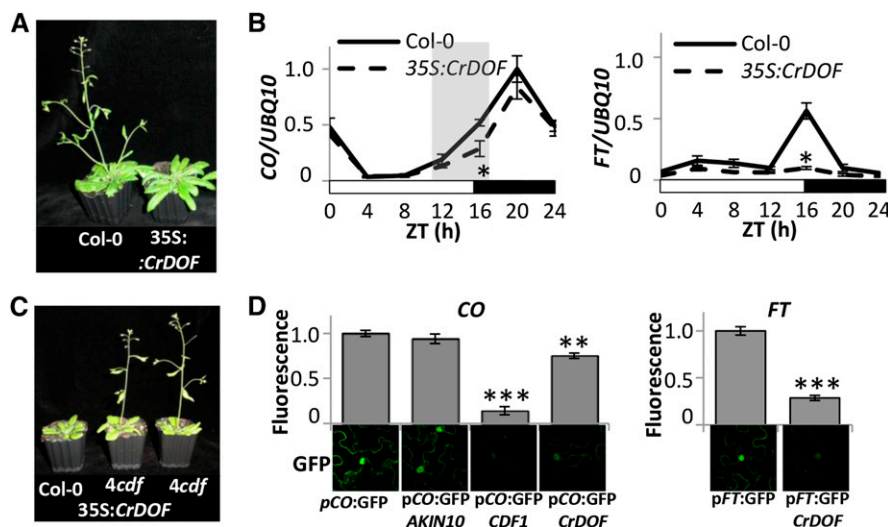 A
Col-0
35S:
:CrDOF
B
Col-0
35S:CrDOF
CO/UBQ10
1.0
0.5
0
*
0 4 8 12 16 20 24
ZT (h)
Col-0
35S:CrDOF
FT/UBQ10
1.0
0.5
0
*
0 4 8 12 16 20 24
ZT (h)
C
Col-0 4cdf 4cdf
35S:CrDOF
D
CO
Fluorescence
1.0
0.5
0
***
**
GFP
pCO:GFP pCO:GFP pCO:GFP pCO:GFP
AKIN10 CDF1 CrDOF
FT
Fluorescence
1.0
0.5
0
***
pFT:GFP pFT:GFP
CrDOF